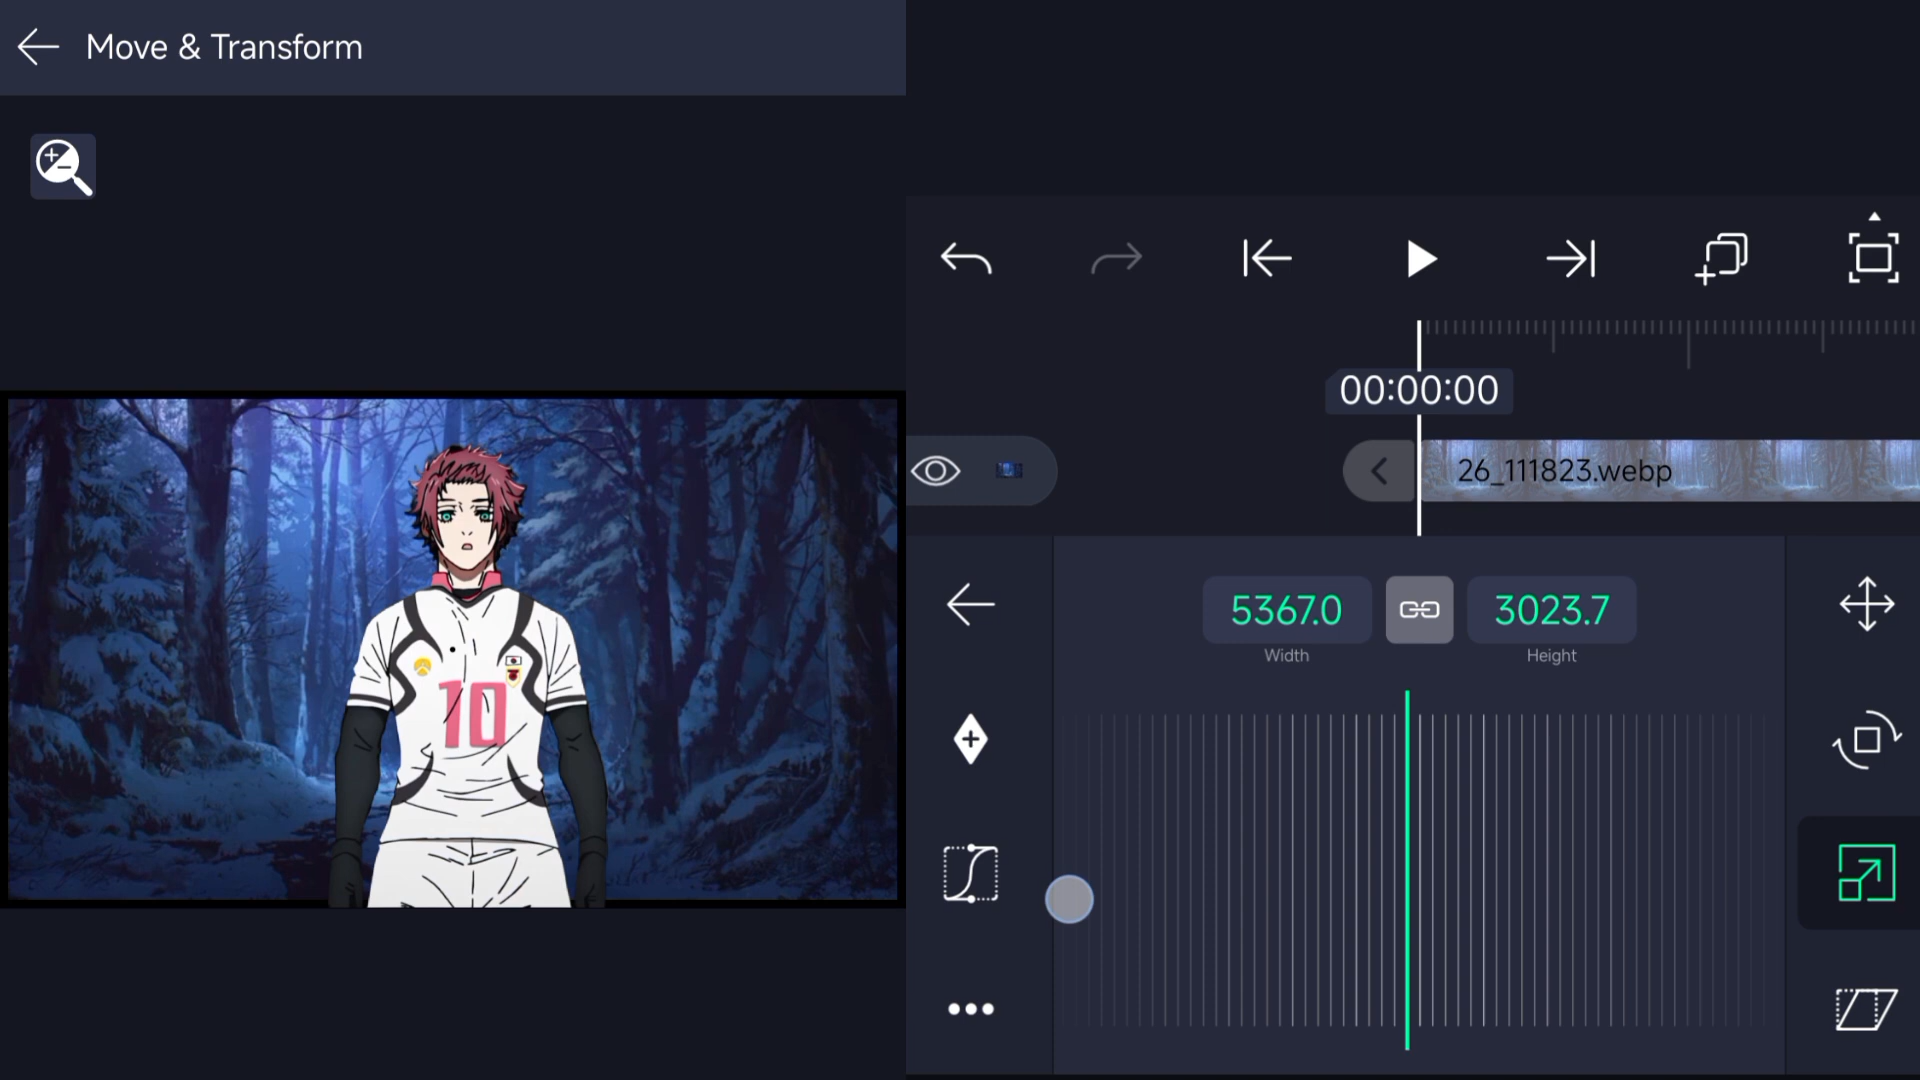 Move & Transform
00:00:00
26_111823.webp
5367.0
3023.7
Width
Height
10